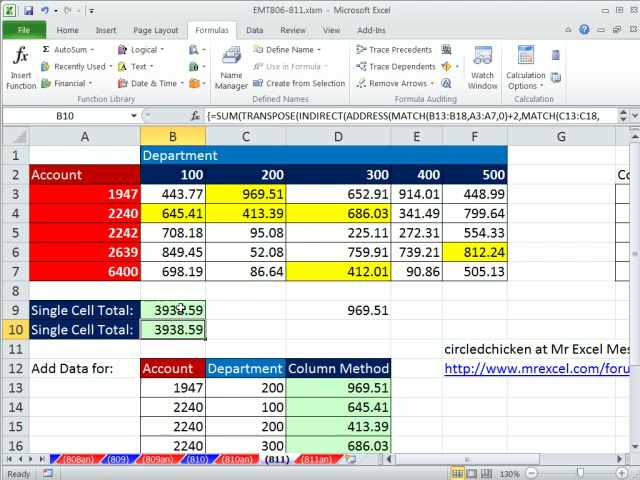 EMT806-811.xlsm - Microsoft Excel
File Home Insert Page Layout Formulas Data Review View Add-Ins
AutoSum Logical Define Name Trace Precedents
Insert Function Recently Used Text Name Manager Use in Formula Trace Dependents Watch Window Calculation Options
Financial Date & Time Create from Selection Remove Arrows
Function Library Defined Names Formula Auditing Calculation
B10 fx {=SUM(TRANSPOSE(INDIRECT(ADDRESS(MATCH(B13:B18,A3:A7,0)+2,MATCH(C13:C18,
A B C D E F G
1 Department
2 Account 100 200 300 400 500 Co
3 1947 443.77 969.51 652.91 914.01 448.99
4 2240 645.41 413.39 686.03 341.49 799.64
5 2242 708.18 95.08 225.11 272.31 554.33
6 2639 849.45 52.08 759.91 739.21 812.24
7 6400 698.19 86.64 412.01 90.86 505.13
8
9 Single Cell Total: 3938.59 969.51
10 Single Cell Total: 3938.59
11 circledchicken at Mr Excel Mes
12 Add Data for: Account Department Column Method http://www.mrexcel.com/foru
13 1947 200 969.51
14 2240 100 645.41
15 2240 200 413.39
16 2240 300 686.03
(808an) (809) (809an) (810) (810an) (811) (811an)
Ready 130%